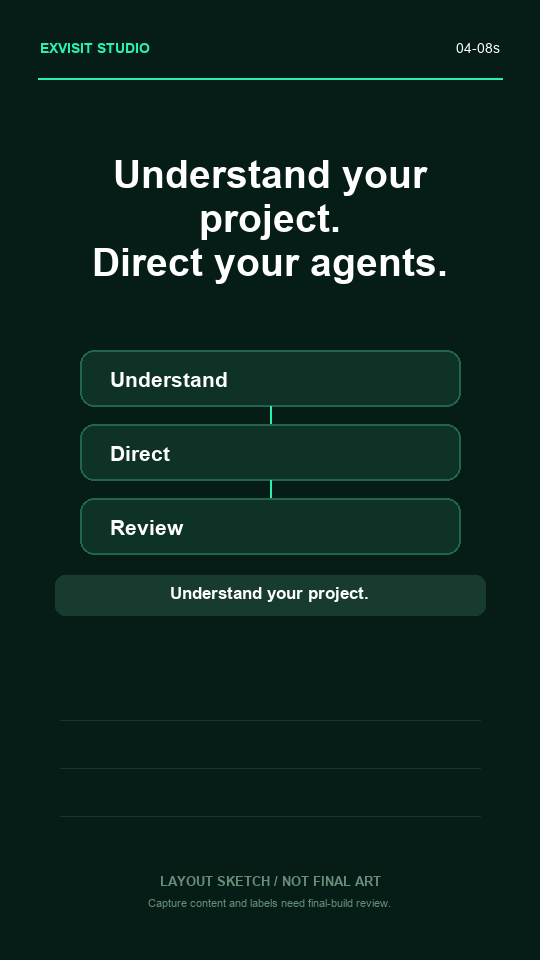 EXVISIT STUDIO
04-08s
Understand your
project.
Direct your agents.
Understand
Direct
Review
Understand your project.
LAYOUT SKETCH / NOT FINAL ART
Capture content and labels need final-build review.